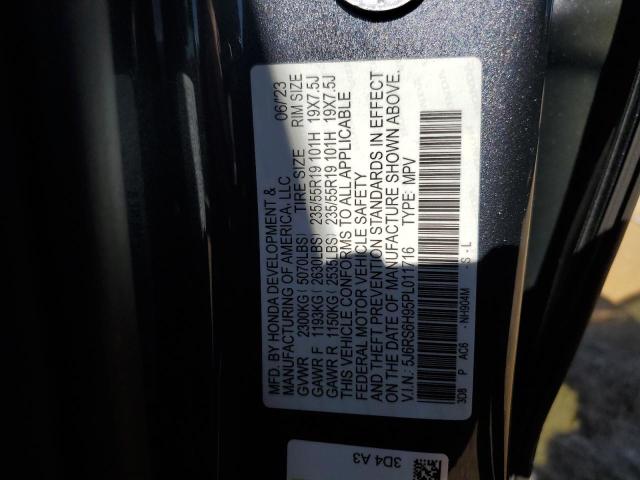 MFD. BY HONDA DEVELOPMENT &
MANUFACTURING OF AMERICA, LLC 06/'23
GVWR 2300KG ( 5070LBS) TIRE SIZE RIM SIZE
GAWR F 1193KG ( 2630LBS) 235/55R19 101H 19X7.5J
GAWR R 1150KG ( 2535LBS) 235/55R19 101H 19X7.5J
THIS VEHICLE CONFORMS TO ALL APPLICABLE
FEDERAL MOTOR VEHICLE SAFETY
AND THEFT PREVENTION STANDARDS IN EFFECT
ON THE DATE OF MANUFACTURE SHOWN ABOVE.
V.I.N.: 5J6RS6H95PL011716 TYPE: MPV
3D8 P AC6 - NH904M - S - L
3D4 A3